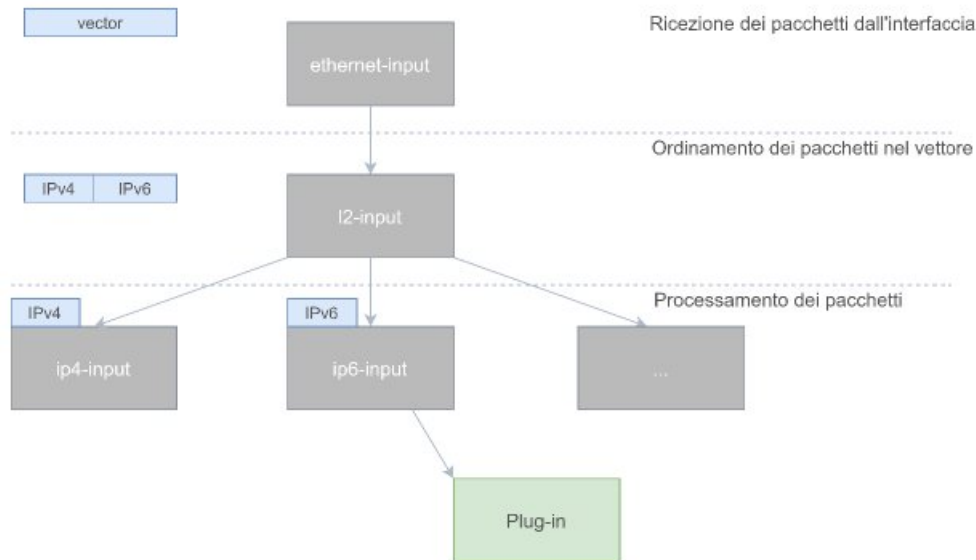 vector
Ricezione dei pacchetti dall'interfaccia
ethernet-input
Ordinamento dei pacchetti nel vettore
IPv4 IPv6
l2-input
Processamento dei pacchetti
IPv4
IPv6
ip4-input
ip6-input
...
Plug-in